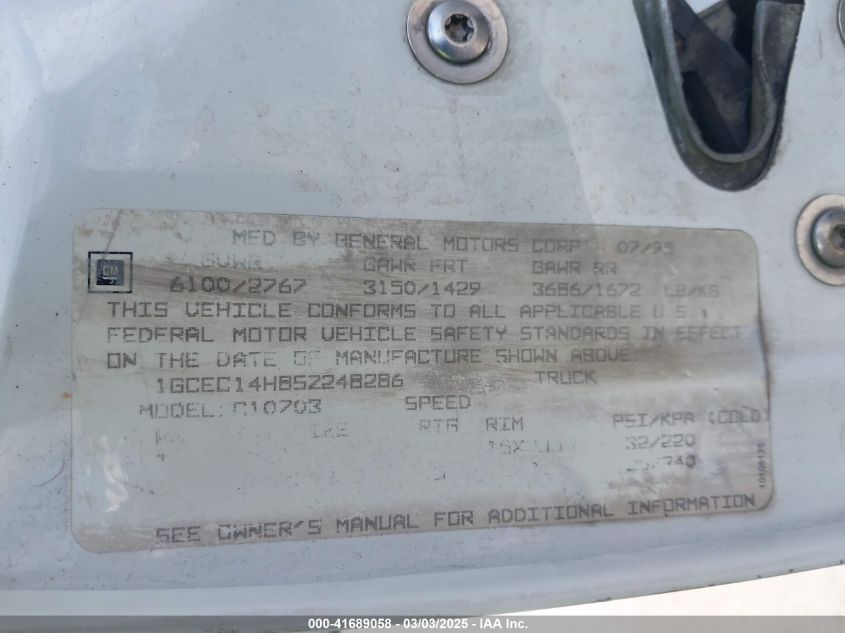 MFD BY GENERAL MOTORS CORP 07/95
GM
GVWR GAWR FRT GAWR RR
6100/2767 3150/1429 3686/1672 LB/KG
THIS VEHICLE CONFORMS TO ALL APPLICABLE U.S.
FEDERAL MOTOR VEHICLE SAFETY STANDARDS IN EFFECT
ON THE DATE OF MANUFACTURE SHOWN ABOVE.
1GCEC14H8SZ248286 TRUCK
MODEL: C10703 SPEED
RTG RIM PSI/KPA (COLD)
32/220
SEE OWNER'S MANUAL FOR ADDITIONAL INFORMATION
000-41689058 - 03/03/2025 - IAA Inc.